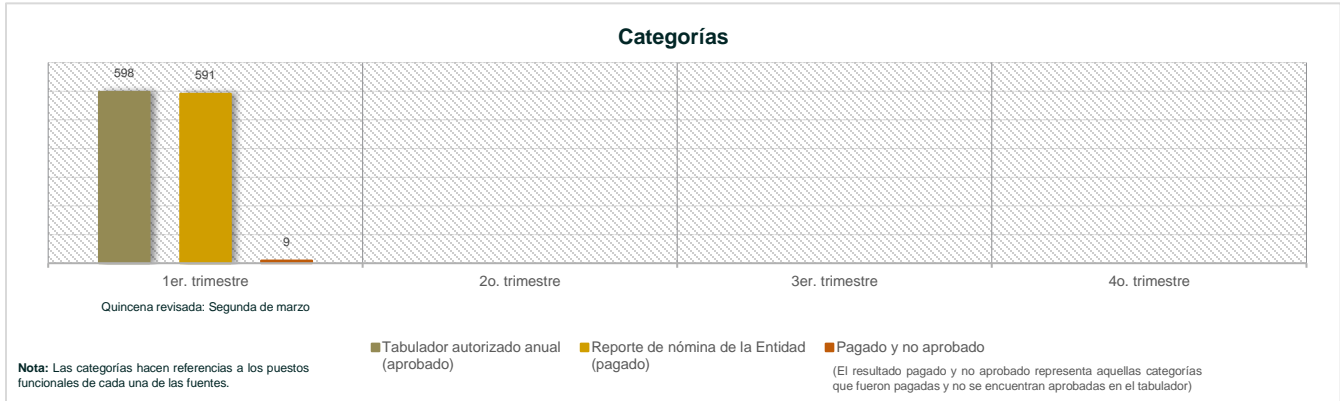 Categorías
598
591
9
1er. trimestre
2o. trimestre
3er. trimestre
4o. trimestre
Quincena revisada: Segunda de marzo
Tabulador autorizado anual
(aprobado)
Reporte de nómina de la Entidad
(pagado)
Pagado y no aprobado
(El resultado pagado y no aprobado representa aquellas categorías
que fueron pagadas y no se encuentran aprobadas en el tabulador)
Nota: Las categorías hacen referencias a los puestos
funcionales de cada una de las fuentes.